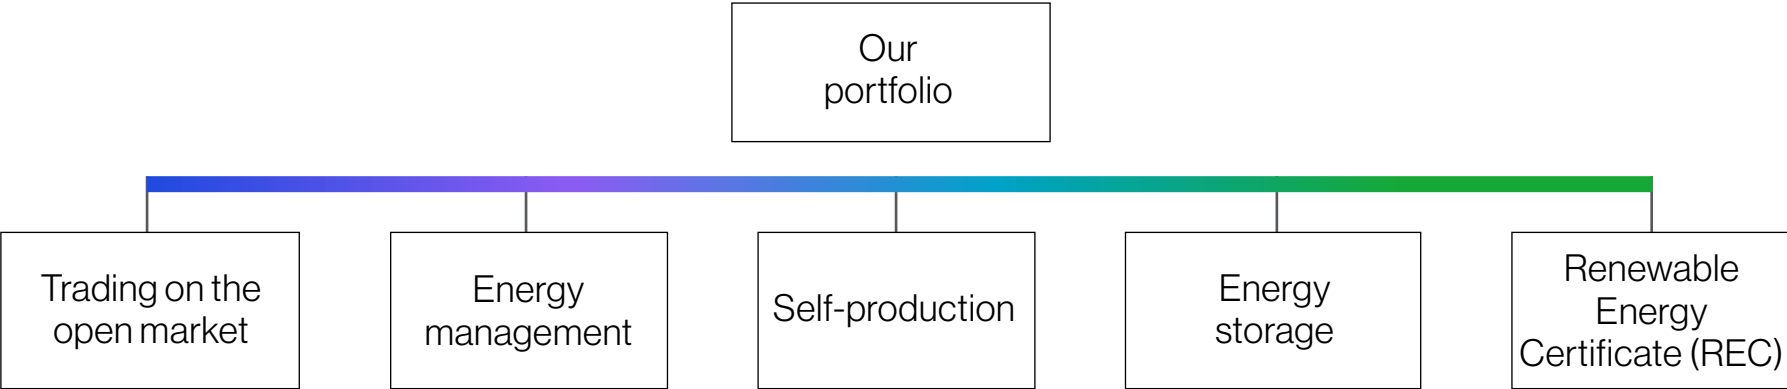 Our
portfolio
Trading on the
open market
Energy
management
Self-production
Energy
storage
Renewable
Energy
Certificate (REC)